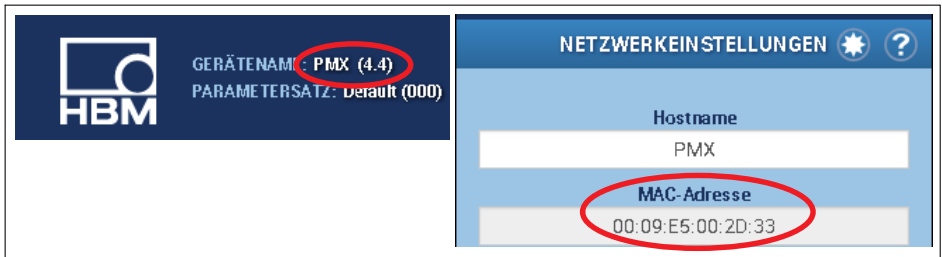 HBM
GERÄTENAME: PMX (4.4)
PARAMETERSATZ: Default (000)
NETZWERKEINSTELLUNGEN ?
Hostname
PMX
MAC-Adresse
00:09:E5:00:2D:33